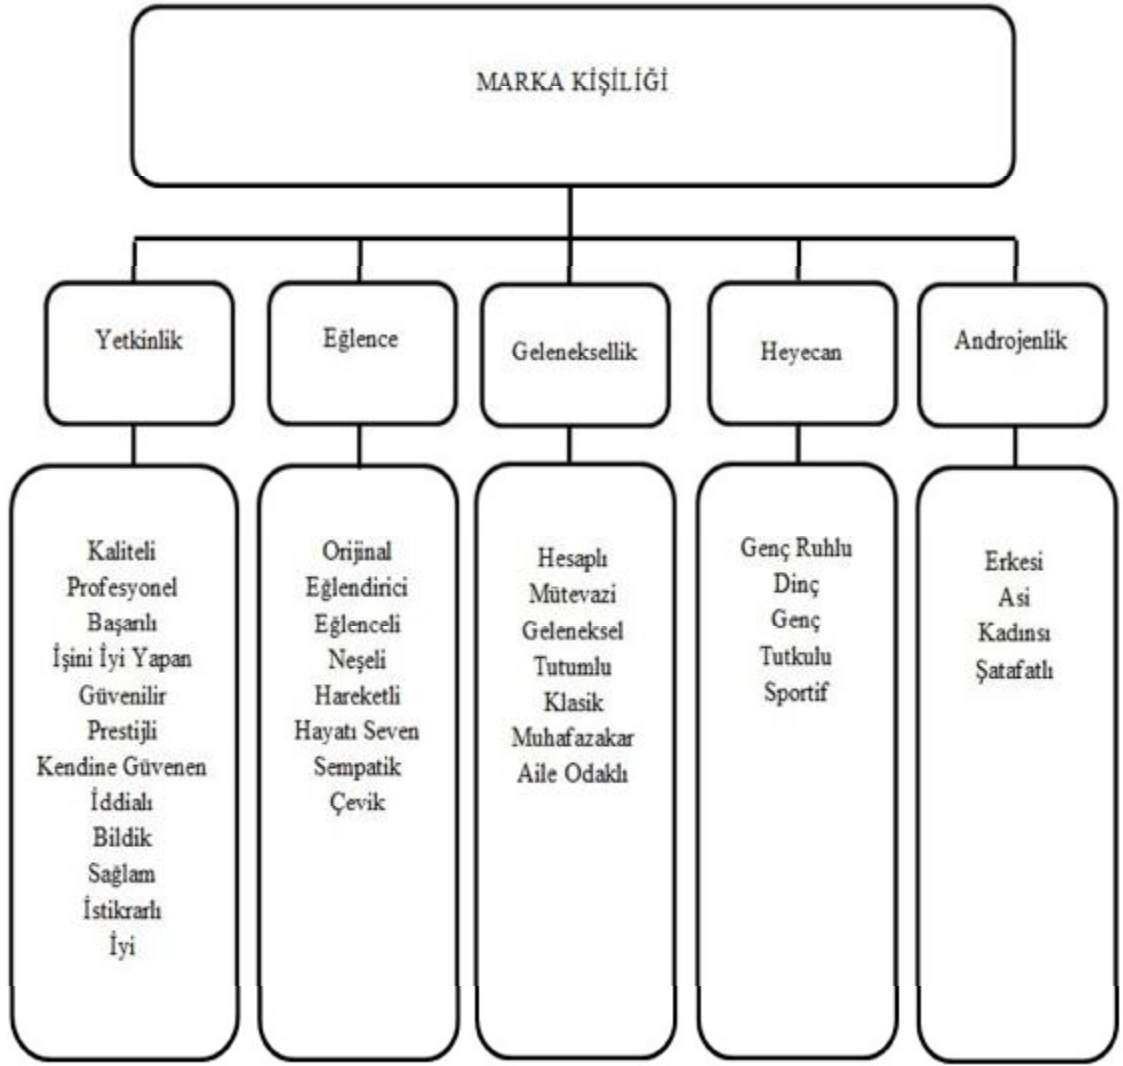 MARKA KİŞİLİĞİ
Yetkinlik
Eğlence
Geleneksellik
Heyecan
Androjenlik
Kaliteli
Profesyonel
Başarılı
İşini İyi Yapan
Güvenilir
Prestijli
Kendine Güvenen
İddialı
Bildik
Sağlam
İstikrarlı
İyi
Orijinal
Eğlendirici
Eğlenceli
Neşeli
Hareketli
Hayatı Seven
Sempatik
Çevik
Hesaplı
Mütevazi
Geleneksel
Tutumlu
Klasik
Muhafazakar
Aile Odaklı
Genç Ruhlu
Dinç
Genç
Tutkulu
Sportif
Erkesi
Asi
Kadınsı
Şatafatlı